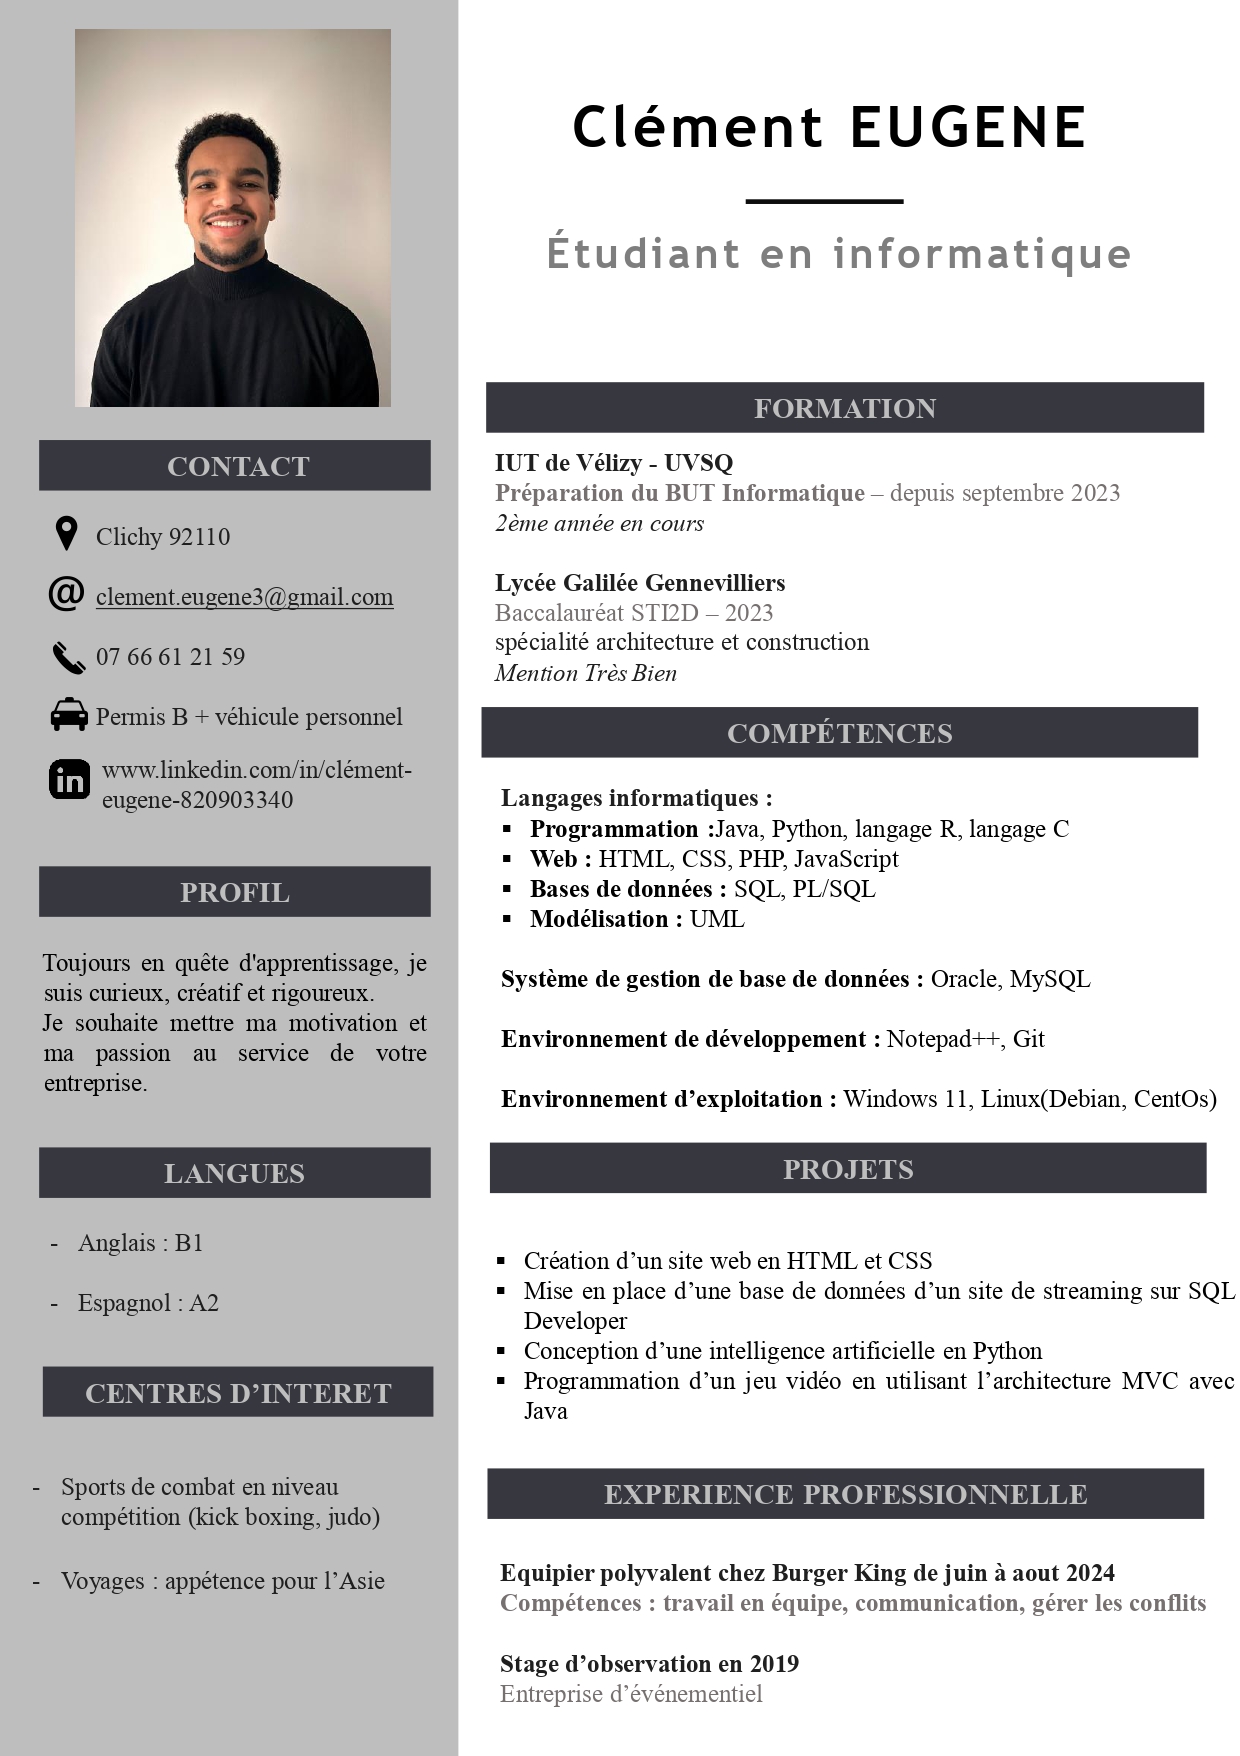 Clément EUGENE
Étudiant en informatique
CONTACT
Clichy 92110
@ clement.eugene3@gmail.com
07 66 61 21 59
Permis B + véhicule personnel
in www.linkedin.com/in/clément-
eugene-820903340
PROFIL
Toujours en quête d'apprentissage, je
suis curieux, créatif et rigoureux.
Je souhaite mettre ma motivation et
ma passion au service de votre
entreprise.
LANGUES
- Anglais : B1
- Espagnol : A2
CENTRES D’INTERET
- Sports de combat en niveau
compétition (kick boxing, judo)
- Voyages : appétence pour l’Asie
FORMATION
IUT de Vélizy - UVSQ
Préparation du BUT Informatique – depuis septembre 2023
2ème année en cours
Lycée Galilée Gennevilliers
Baccalauréat STI2D – 2023
spécialité architecture et construction
Mention Très Bien
COMPÉTENCES
Langages informatiques :
▪ Programmation :Java, Python, langage R, langage C
▪ Web : HTML, CSS, PHP, JavaScript
▪ Bases de données : SQL, PL/SQL
▪ Modélisation : UML
Système de gestion de base de données : Oracle, MySQL
Environnement de développement : Notepad++, Git
Environnement d’exploitation : Windows 11, Linux(Debian, CentOs)
PROJETS
▪ Création d’un site web en HTML et CSS
▪ Mise en place d’une base de données d’un site de streaming sur SQL
Developer
▪ Conception d’une intelligence artificielle en Python
▪ Programmation d’un jeu vidéo en utilisant l’architecture MVC avec
Java
EXPERIENCE PROFESSIONNELLE
Equipier polyvalent chez Burger King de juin à aout 2024
Compétences : travail en équipe, communication, gérer les conflits
Stage d’observation en 2019
Entreprise d’événementiel